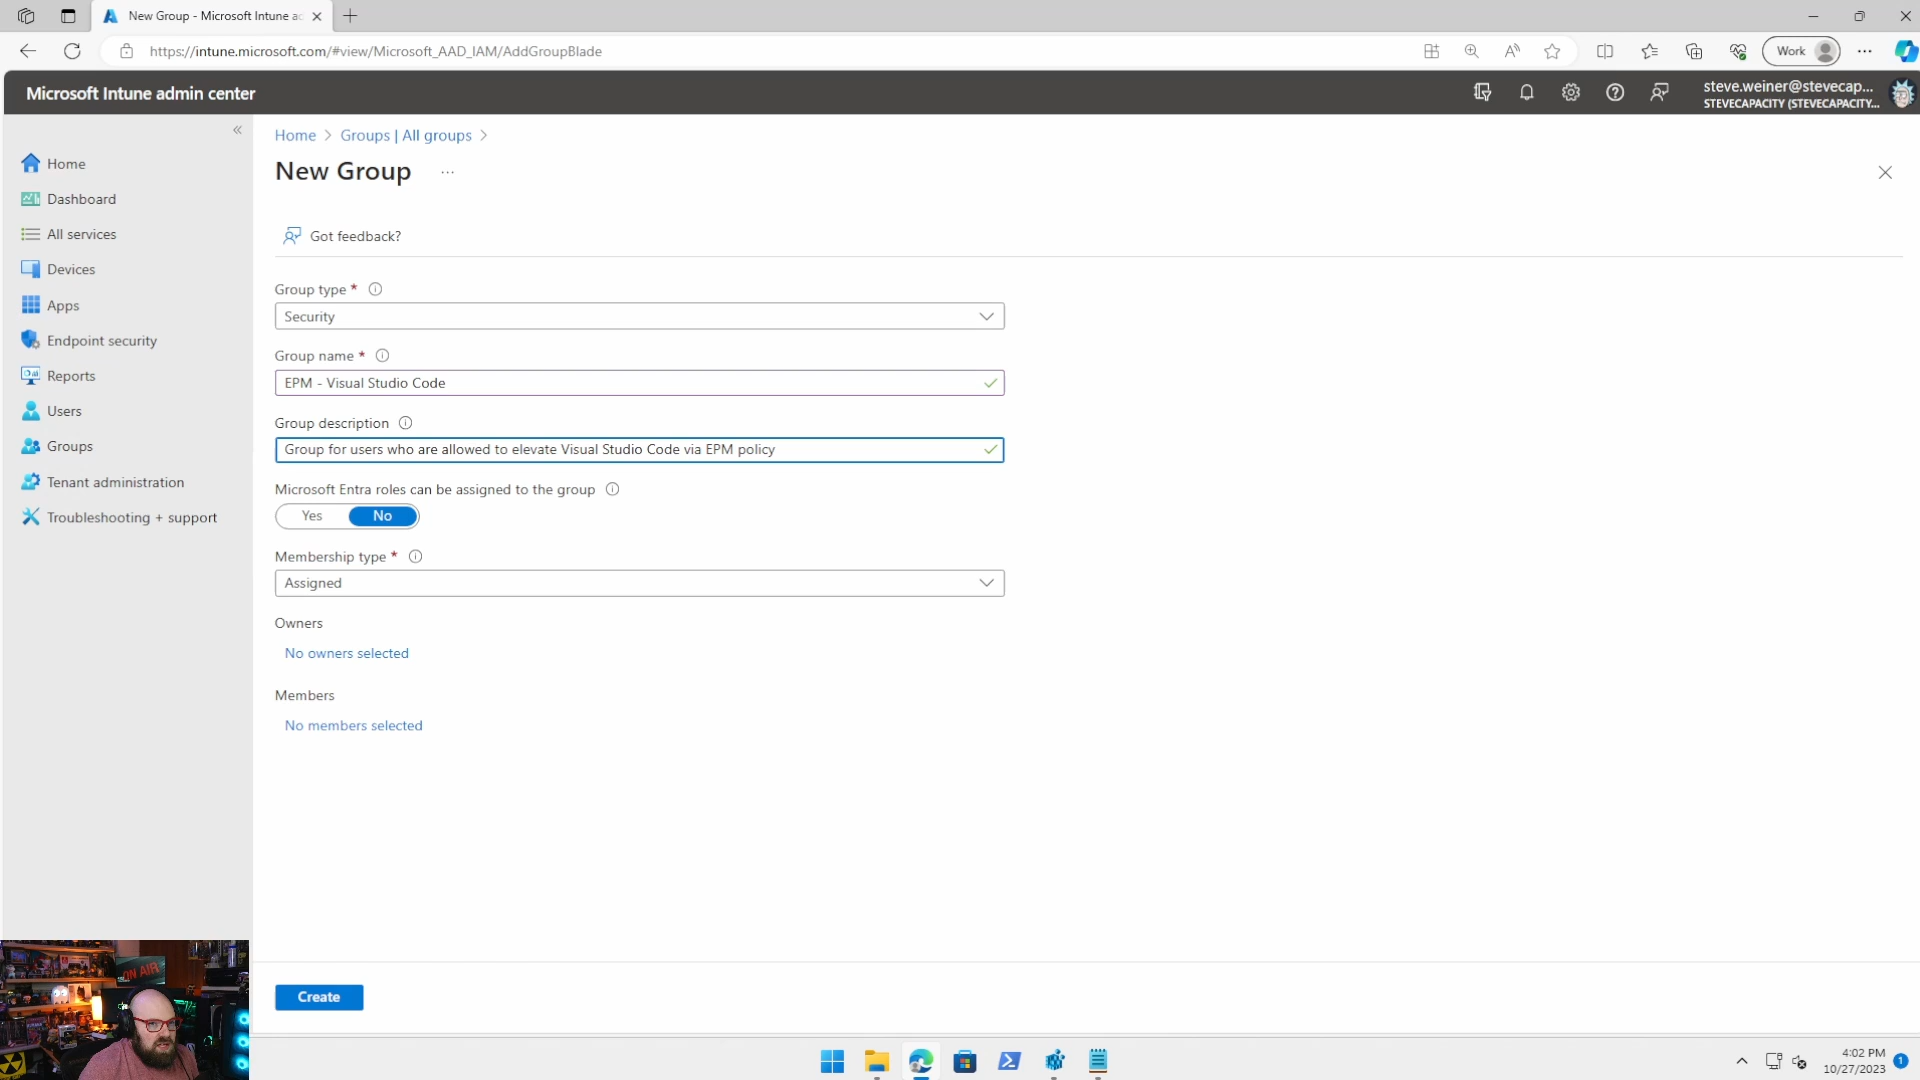 New Group - Microsoft Intune ac
https://intune.microsoft.com/#view/Microsoft_AAD_IAM/AddGroupBlade
Work
Microsoft Intune admin center
steve.weiner@stevecap...
STEVECAPACITY (STEVECAPACITY....
Home
Dashboard
All services
Devices
Apps
Endpoint security
Reports
Users
Groups
Tenant administration
Troubleshooting + support
Home > Groups | All groups >
New Group
Got feedback?
Group type *
Security
Group name *
EPM - Visual Studio Code
Group description
Group for users who are allowed to elevate Visual Studio Code via EPM policy
Microsoft Entra roles can be assigned to the group
Yes No
Membership type *
Assigned
Owners
No owners selected
Members
No members selected
Create
ON AIR
4:02 PM
10/27/2023
1